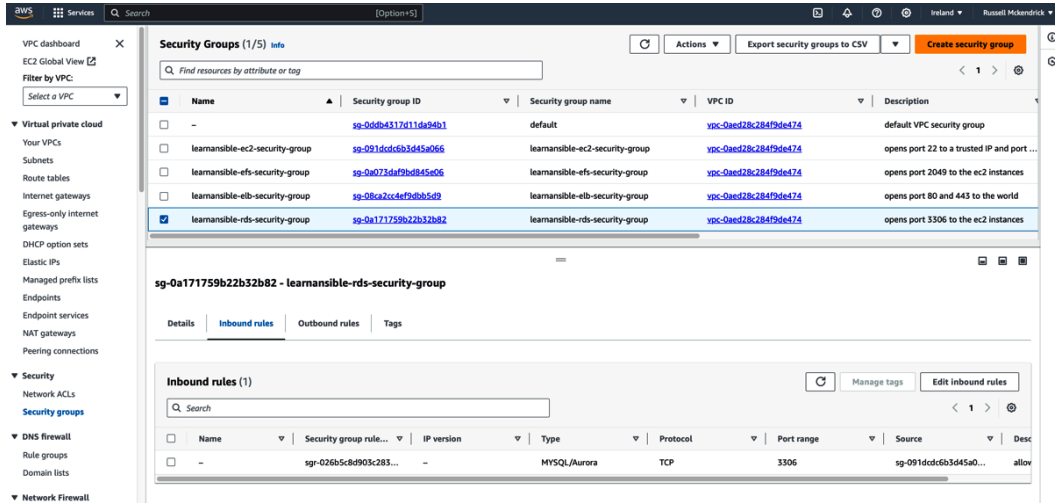 aws Services Search [Option+S] Ireland Russell Mckendrick
VPC dashboard
EC2 Global View
Filter by VPC:
Select a VPC
Virtual private cloud
Your VPCs
Subnets
Route tables
Internet gateways
Egress-only internet
gateways
DHCP option sets
Elastic IPs
Managed prefix lists
Endpoints
Endpoint services
NAT gateways
Peering connections
Security
Network ACLs
Security groups
DNS firewall
Rule groups
Domain lists
Network Firewall
Security Groups (1/5) Info Actions Export security groups to CSV Create security group
Find resources by attribute or tag 1
Name Security group ID Security group name VPC ID Description
– sg-0ddb4317d11da94b1 default vpc-0aed28c284f9de474 default VPC security group
learnansible-ec2-security-group sg-091dcdc6b3d45a066 learnansible-ec2-security-group vpc-0aed28c284f9de474 opens port 22 to a trusted IP and port ...
learnansible-efs-security-group sg-0a073daf9bd845e06 learnansible-efs-security-group vpc-0aed28c284f9de474 opens port 2049 to the ec2 instances
learnansible-elb-security-group sg-08ca2cc4ef9dbb5d9 learnansible-elb-security-group vpc-0aed28c284f9de474 opens port 80 and 443 to the world
learnansible-rds-security-group sg-0a171759b22b32b82 learnansible-rds-security-group vpc-0aed28c284f9de474 opens port 3306 to the ec2 instances
sg-0a171759b22b32b82 - learnansible-rds-security-group
Details Inbound rules Outbound rules Tags
Inbound rules (1) Manage tags Edit inbound rules
Search 1
Name Security group rule... IP version Type Protocol Port range Source Desc
– sgr-026b5c8d903c283... – MYSQL/Aurora TCP 3306 sg-091dcdc6b3d45a0... allow